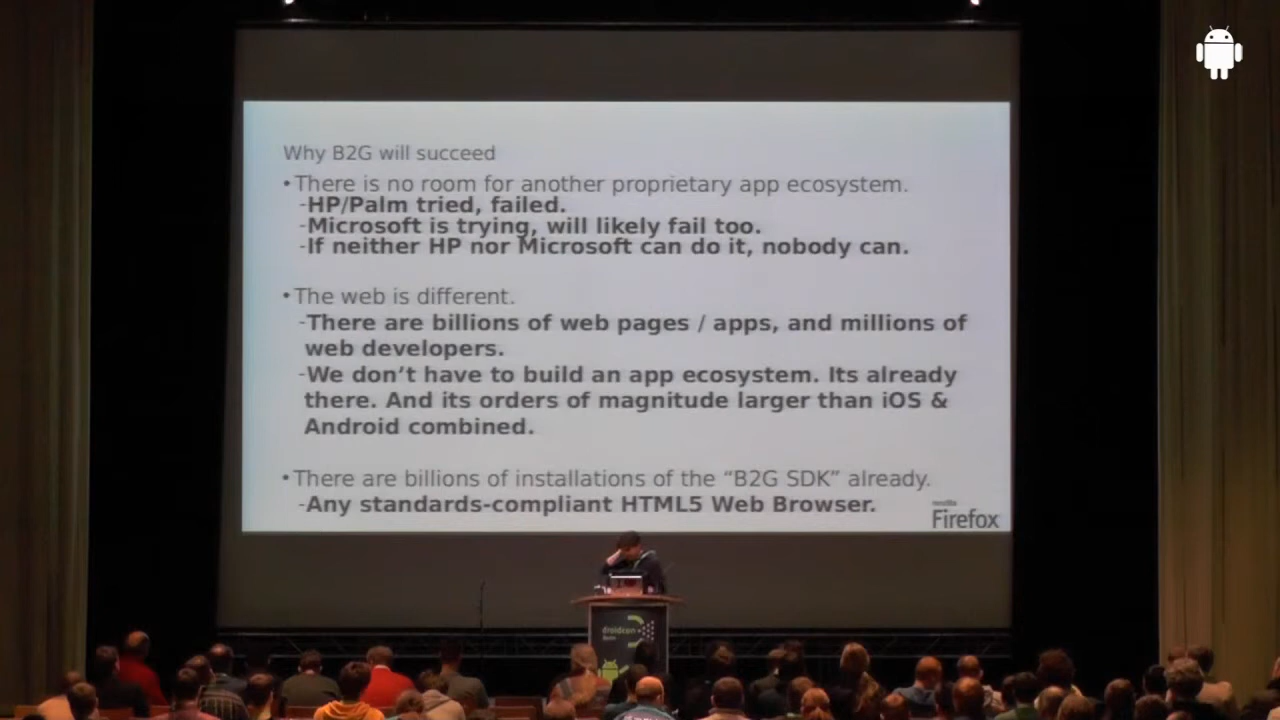 Why B2G will succeed
•There is no room for another proprietary app ecosystem.
-HP/Palm tried, failed.
-Microsoft is trying, will likely fail too.
-If neither HP nor Microsoft can do it, nobody can.
•The web is different.
-There are billions of web pages / apps, and millions of
web developers.
-We don’t have to build an app ecosystem. Its already
there. And its orders of magnitude larger than iOS &
Android combined.
•There are billions of installations of the “B2G SDK” already.
-Any standards-compliant HTML5 Web Browser.
mozilla
Firefox
droidcon